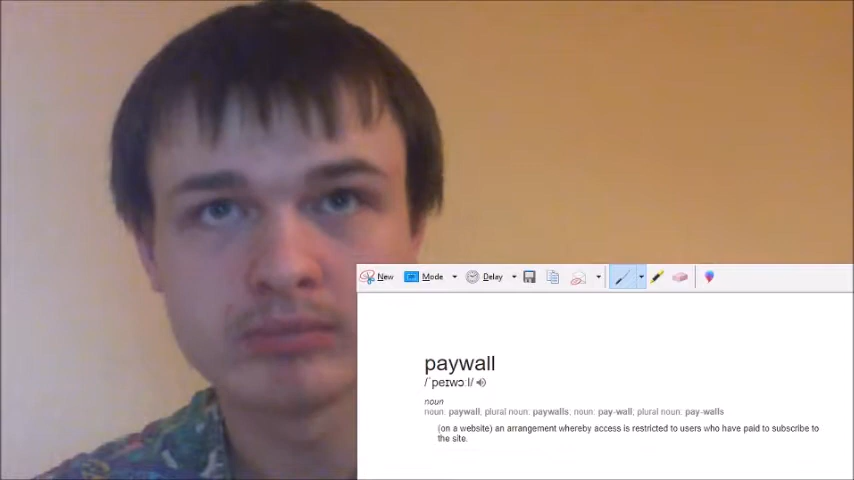 New Mode Delay
paywall
/ˈpeɪwɔːl/
noun
noun: paywall, plural noun: paywalls, noun: pay-wall, plural noun: pay-walls
(on a website) an arrangement whereby access is restricted to users who have paid to subscribe to
the site.